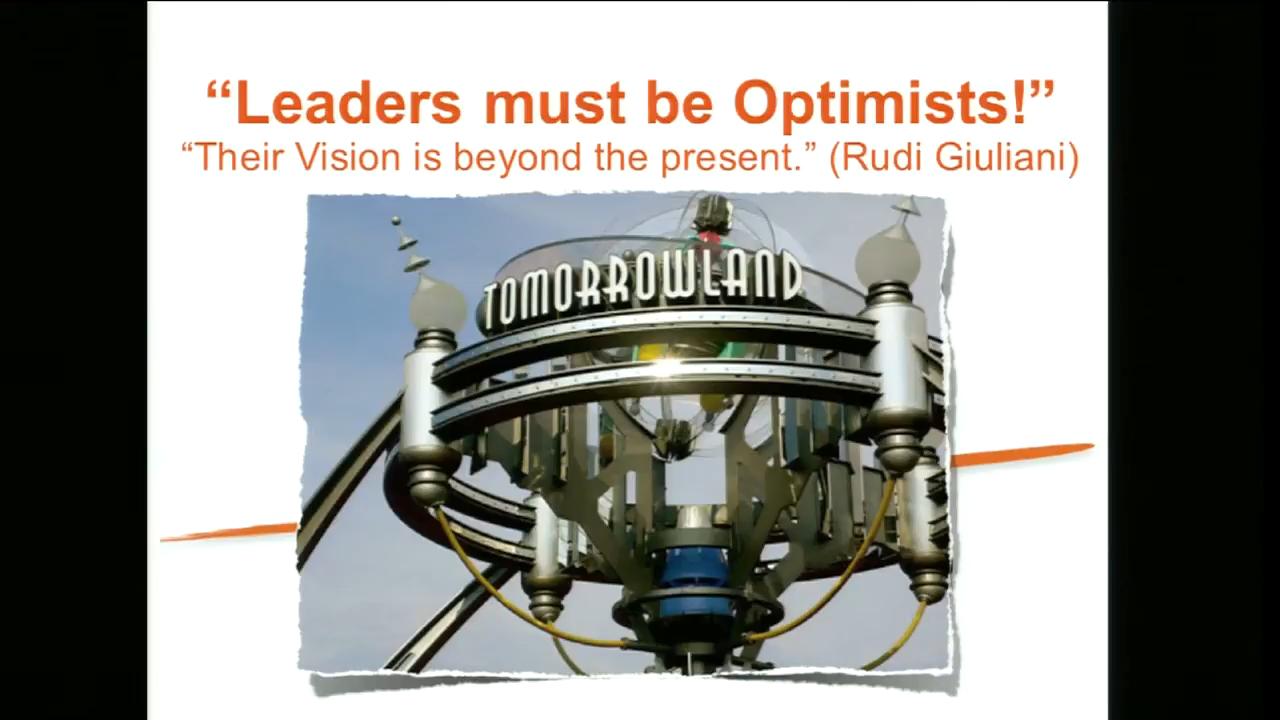 “Leaders must be Optimists!”
“Their Vision is beyond the present.” (Rudi Giuliani)
TOMORROWLAND